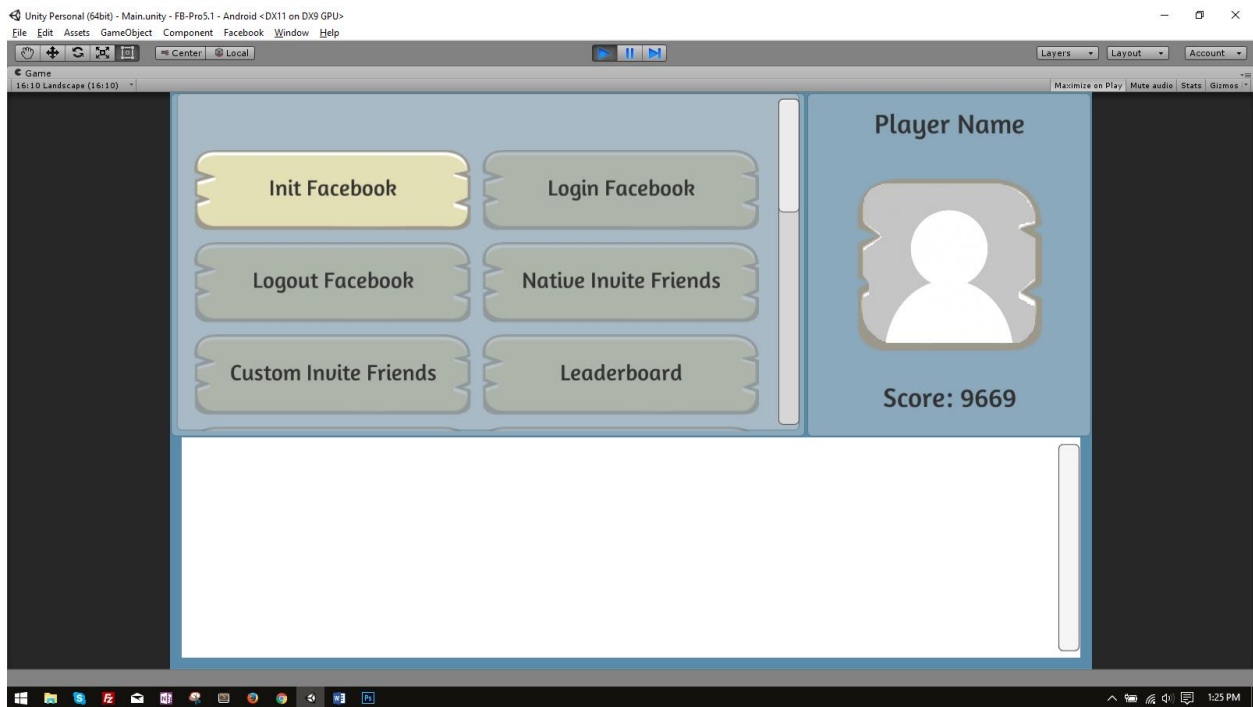 Unity Personal (64bit) - Main.unity - FB-Pro5.1 - Android <DX11 on DX9 GPU>
File Edit Assets GameObject Component Facebook Window Help
Center Local Layers Layout Account
Game
16:10 Landscape (16:10) Maximize on Play Mute audio Stats Gizmos
Player Name
Init Facebook Login Facebook
Logout Facebook Native Invite Friends
Custom Invite Friends Leaderboard
Score: 9669
1:25 PM